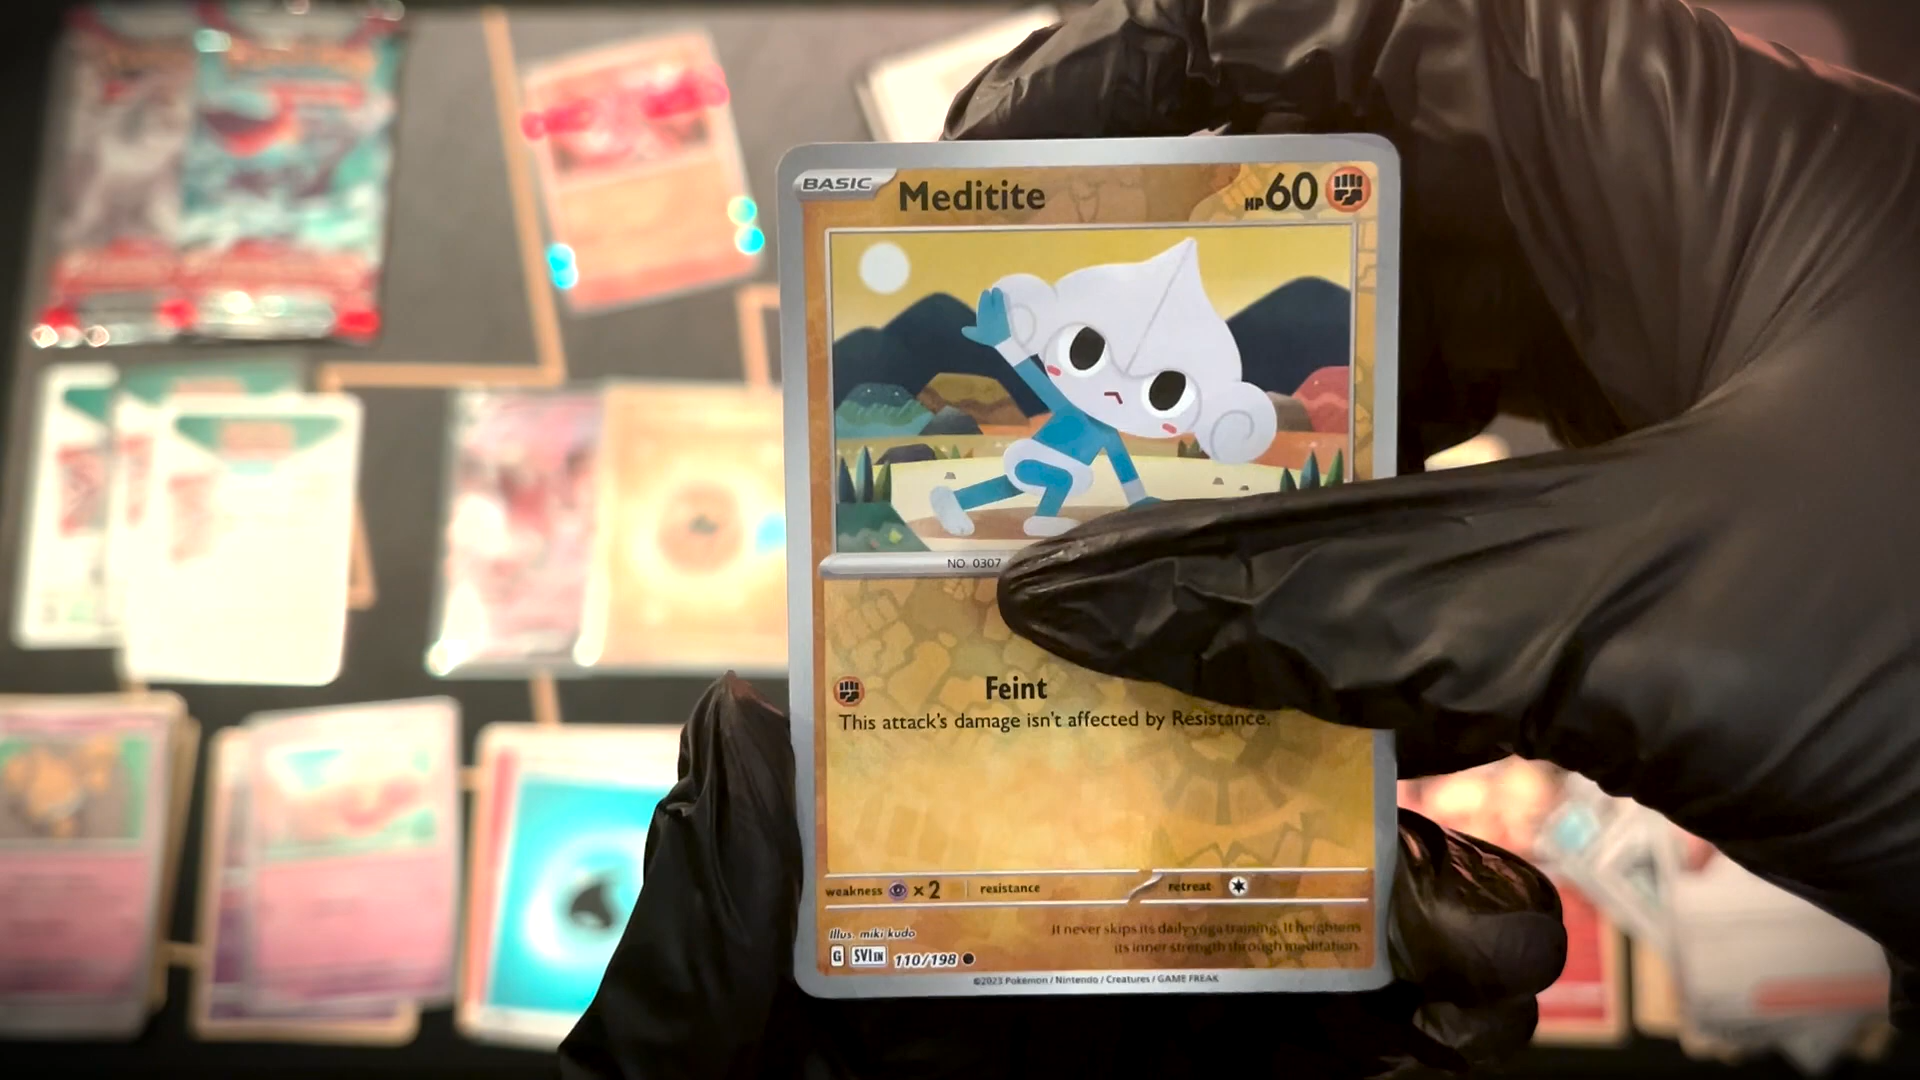 BASIC Meditite HP 60
NO. 0307
Feint
This attack's damage isn't affected by Resistance.
weakness ×2 resistance retreat
Illus. miki kudo
It never skips its daily yoga training. It heightens
its inner strength through meditation.
G SVI EN 110/198
©2023 Pokémon / Nintendo / Creatures / GAME FREAK